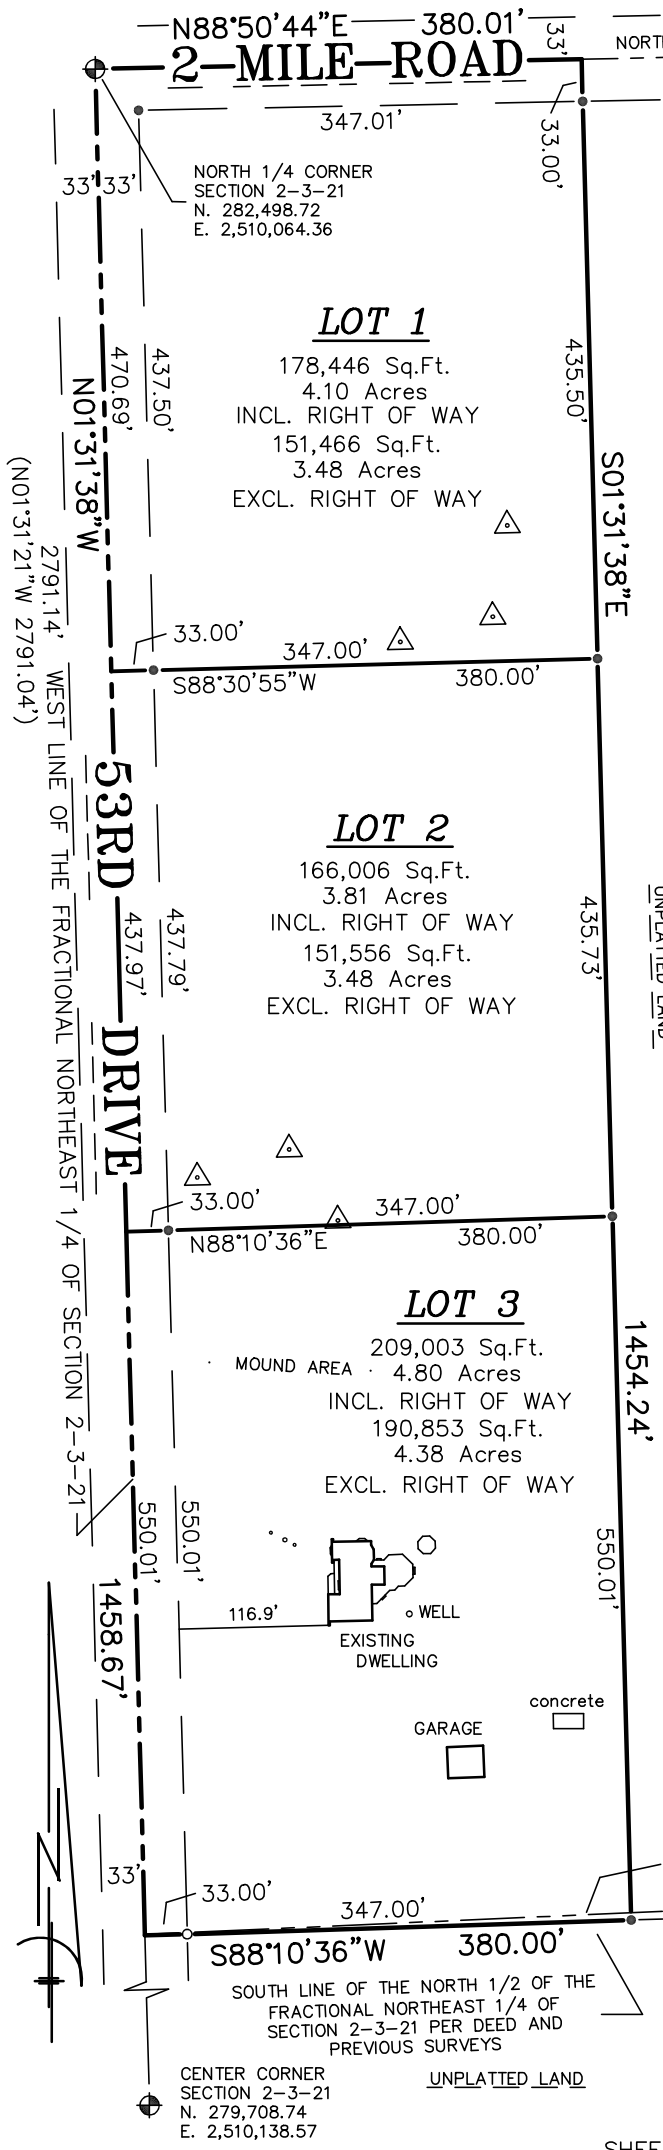 N88°50'44"E 380.01' 33'
NORTH
2-MILE-ROAD
347.01'
33.00'
33' 33'
NORTH 1/4 CORNER
SECTION 2-3-21
N. 282,498.72
E. 2,510,064.36
LOT 1
178,446 Sq.Ft.
4.10 Acres
INCL. RIGHT OF WAY
151,466 Sq.Ft.
3.48 Acres
EXCL. RIGHT OF WAY
470.69'
437.50'
435.50'
N01°31'38"W
S01°31'38"E
2791.14' WEST LINE OF THE FRACTIONAL NORTHEAST 1/4 OF SECTION 2-3-21
(N01°31'21"W 2791.04')
33.00' 347.00'
S88°30'55"W 380.00'
53RD DRIVE
LOT 2
166,006 Sq.Ft.
3.81 Acres
INCL. RIGHT OF WAY
151,556 Sq.Ft.
3.48 Acres
EXCL. RIGHT OF WAY
437.97'
437.79'
435.73'
UNPLATTED LAND
33.00' 347.00'
N88°10'36"E 380.00'
LOT 3
209,003 Sq.Ft.
MOUND AREA 4.80 Acres
INCL. RIGHT OF WAY
190,853 Sq.Ft.
4.38 Acres
EXCL. RIGHT OF WAY
1454.24'
550.01'
550.01'
550.01'
1458.67'
116.9'
WELL
EXISTING
DWELLING
concrete
GARAGE
33' 33.00' 347.00'
S88°10'36"W 380.00'
SOUTH LINE OF THE NORTH 1/2 OF THE
FRACTIONAL NORTHEAST 1/4 OF
SECTION 2-3-21 PER DEED AND
PREVIOUS SURVEYS
CENTER CORNER
SECTION 2-3-21
N. 279,708.74
E. 2,510,138.57
UNPLATTED LAND
N